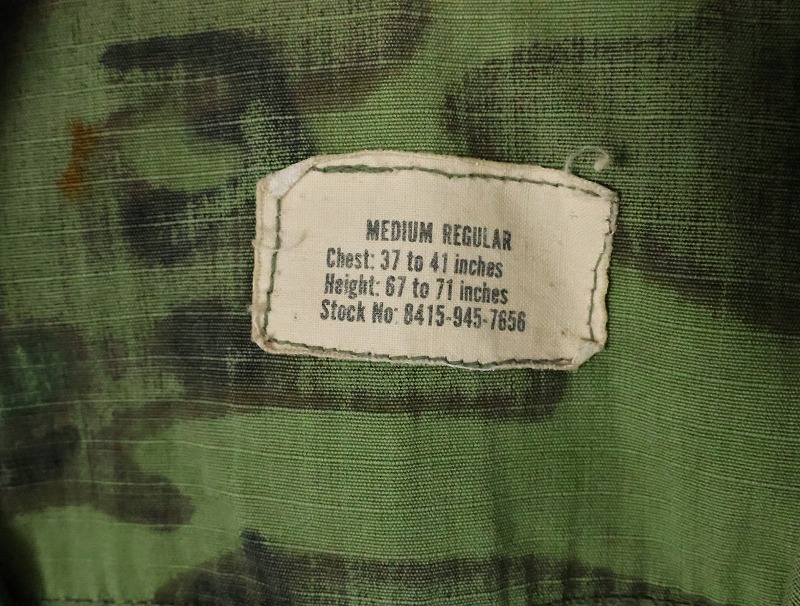 MEDIUM REGULAR
Chest: 37 to 41 inches
Height: 67 to 71 inches
Stock No: 8415-945-7656